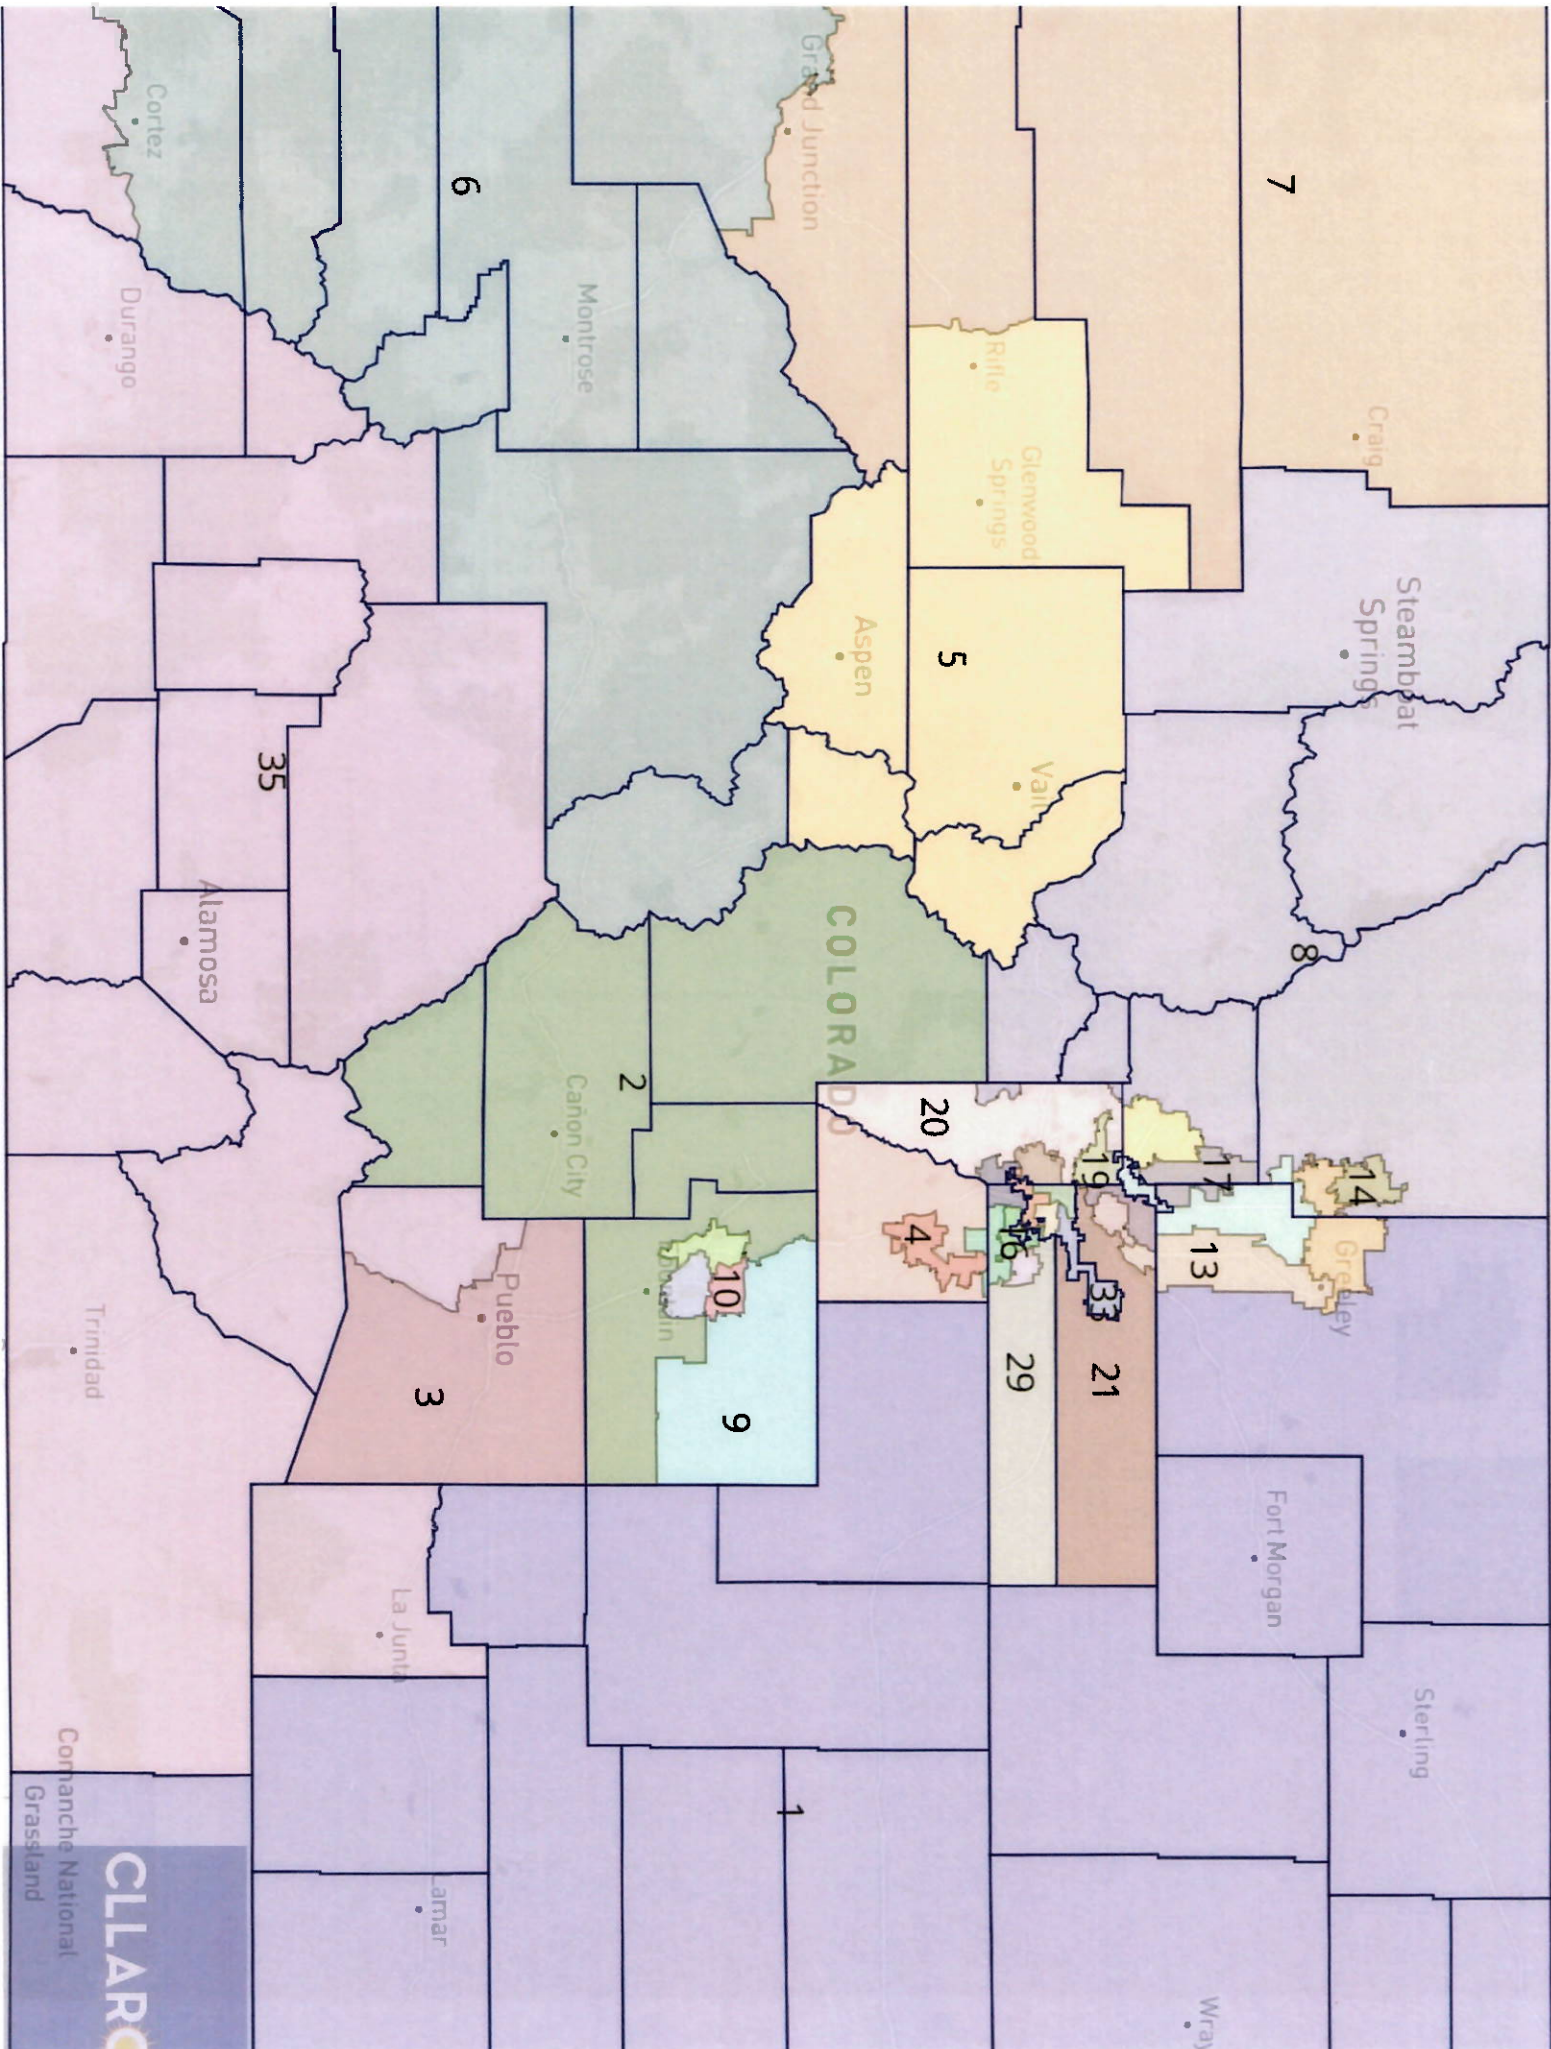 7
Craig
Steamboat
Springs
8
14
Greeley
Sterling
17
13
Fort Morgan
Wray
Rifle
Glenwood
Springs
Vail
5
19
33
21
16
29
20
4
Grand Junction
Aspen
COLORADO
1
10
9
6
Montrose
2
Cañon City
Pueblo
3
La Junta
Lamar
35
Alamosa
Cortez
Durango
Trinidad
Comanche National
Grassland
CLLARO